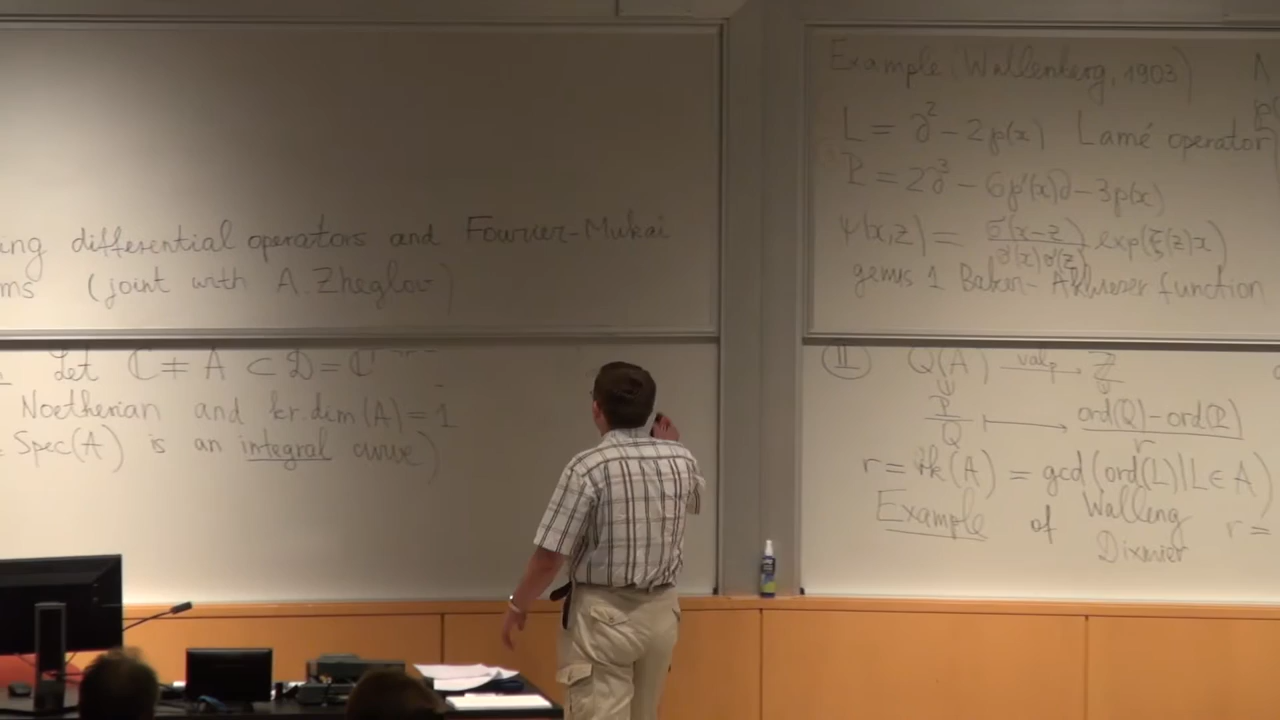 ing differential operators and Fourier-Mukai
ms (joint with A. Zheglov)
Let ℂ ≠ A ⊂ D = ℂ
Noetherian and kr.dim(A) = 1
Spec(A) is an integral curve)
Example (Wallenberg, 1903)
L = ∂² - 2℘(x) Lamé operator
P = 2∂³ - 6℘(x)∂ - 3℘'(x)
ψ(x,z) = σ(x-z) / σ(x)σ(z) exp(ζ(z)x)
genus 1 Baker-Akhiezer function
II Q(A) val_p → ℤ
P/Q ⟼ ord(Q) - ord(P) / r
r = rk(A) = gcd(ord(L) | L ∈ A)
Example of Walleng r =
Dixmier